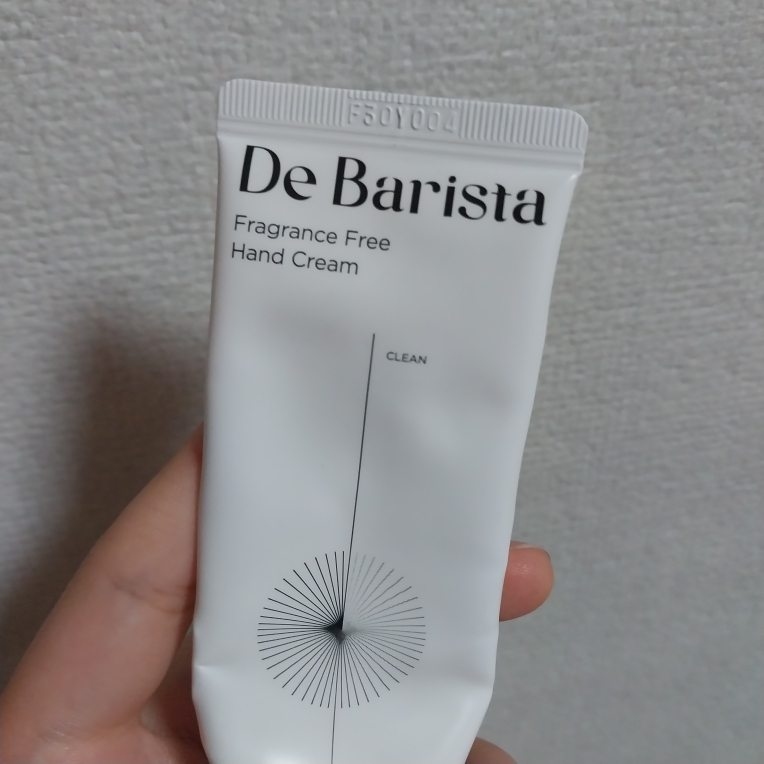 F30Y004
De Barista
Fragrance Free
Hand Cream
CLEAN